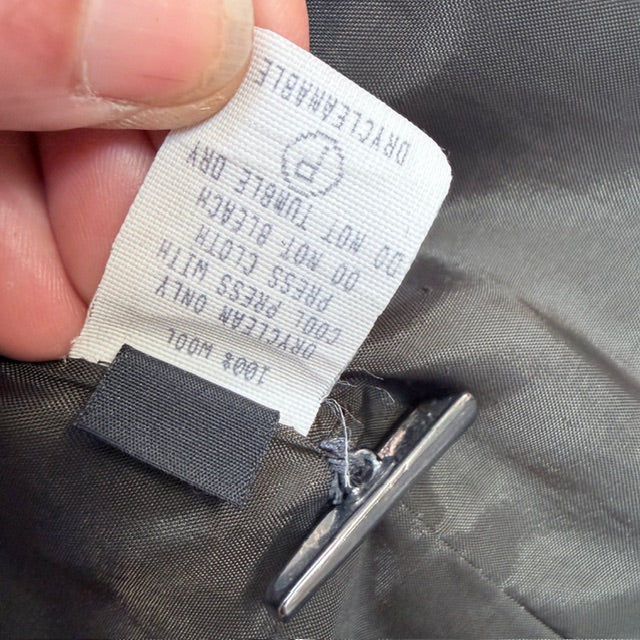 100% WOOL
DRYCLEAN ONLY
COOL PRESS WITH
PRESS CLOTH
DO NOT BLEACH
DO NOT TUMBLE DRY
P
DRYCLEANABLE